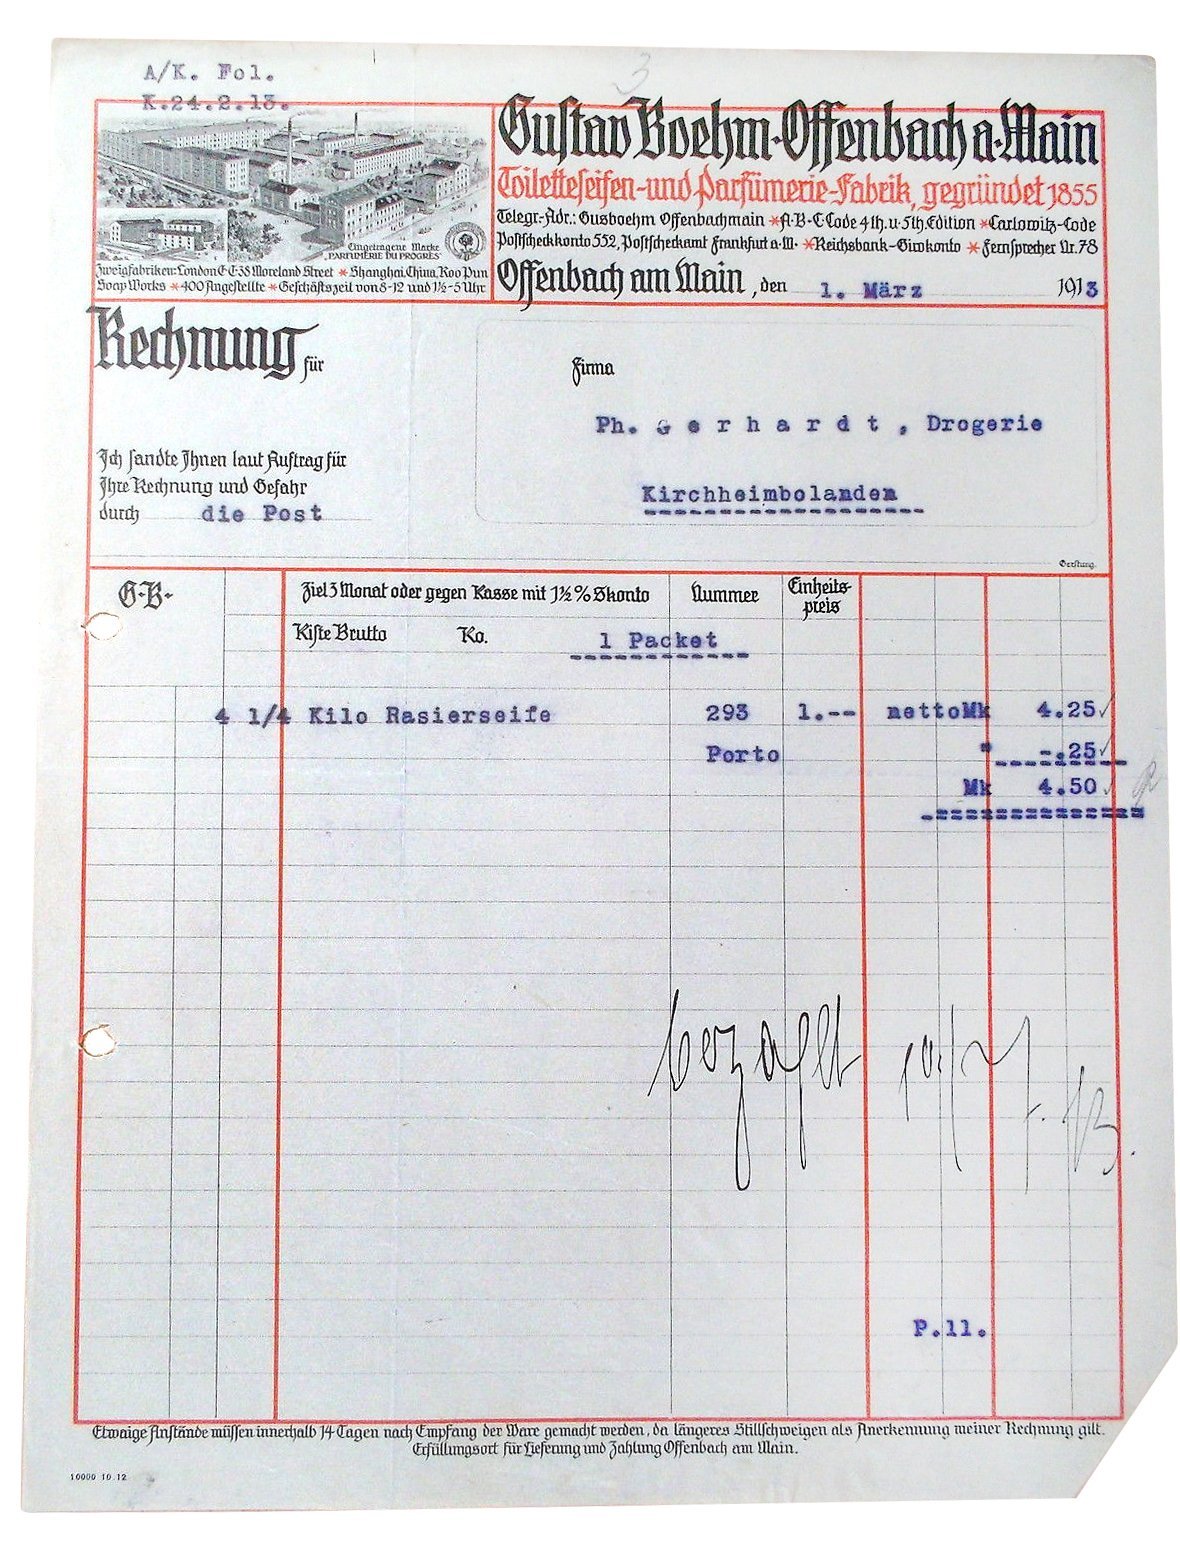 A/K. Fol.
K.24.2.13.
Eingetragene Marke
„PARFÜMERIE DU PROGRÈS"
Zweigfabriken: London E·C·38 Moreland Street * Shanghai, China, Koo Pun
Soap Works * 400 Angestellte * Geschäftszeit von 8-12 und 1½-5 Uhr
Gustav Boehm-Offenbach a·Main
Toiletteseifen-und Parfümerie-Fabrik, gegründet 1855
Telegr.-Adr.: Gusboehm Offenbachmain * A-B-C Code 4th. u. 5th. Edition * Carlowitz-Code
Postscheckkonto 552, Postscheckamt Frankfurt a·M. * Reichsbank-Girokonto * Fernsprecher Nr. 78
Offenbach am Main, den 1. März 1913
Rechnung für
Firma
Ph. Gerhardt, Drogerie
Kirchheimbolanden
Ich sandte Ihnen laut Auftrag für
Ihre Rechnung und Gefahr
durch die Post
G·B·
Ziel 3 Monat oder gegen Kasse mit 1½% Skonto
Nummer
Einheits-
preis
Kiste Brutto Ko. 1 Packet
4 1/4 Kilo Rasierseife 293 1.-- nettoMk 4.25
Porto " -.25
Mk 4.50
bezahlt
P.11.
Etwaige Anstände müssen innerhalb 14 Tagen nach Empfang der Ware gemacht werden, da längeres Stillschweigen als Anerkennung meiner Rechnung gilt.
Erfüllungsort für Lieferung und Zahlung Offenbach am Main.
10000 10.12